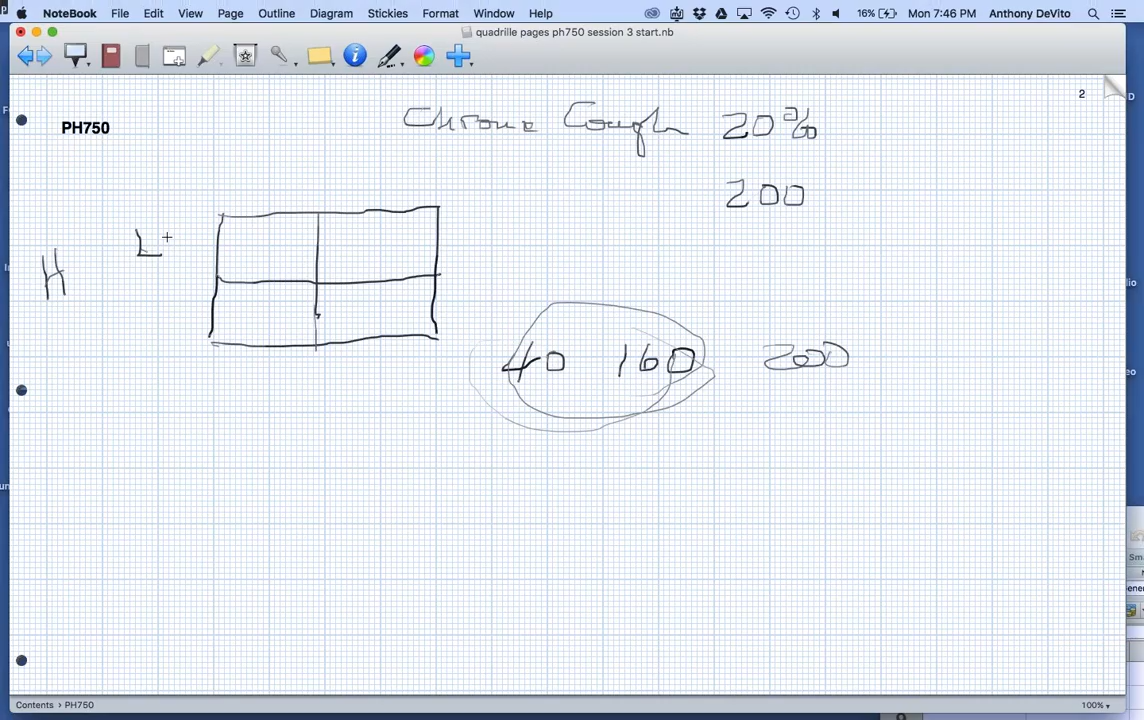 NoteBook File Edit View Pages Outline Diagram Stickies Format Window Help 16% Mon 7:46 PM Anthony DeVito
quadrille pages ph750 session 3 start.nb
2
PH750
Chronic Cough 20%
200
L
H
40 160 200
Contents › PH750
100%